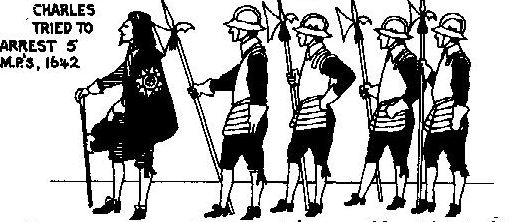 CHARLES
TRIED TO
ARREST 5
M.P.'S, 1642